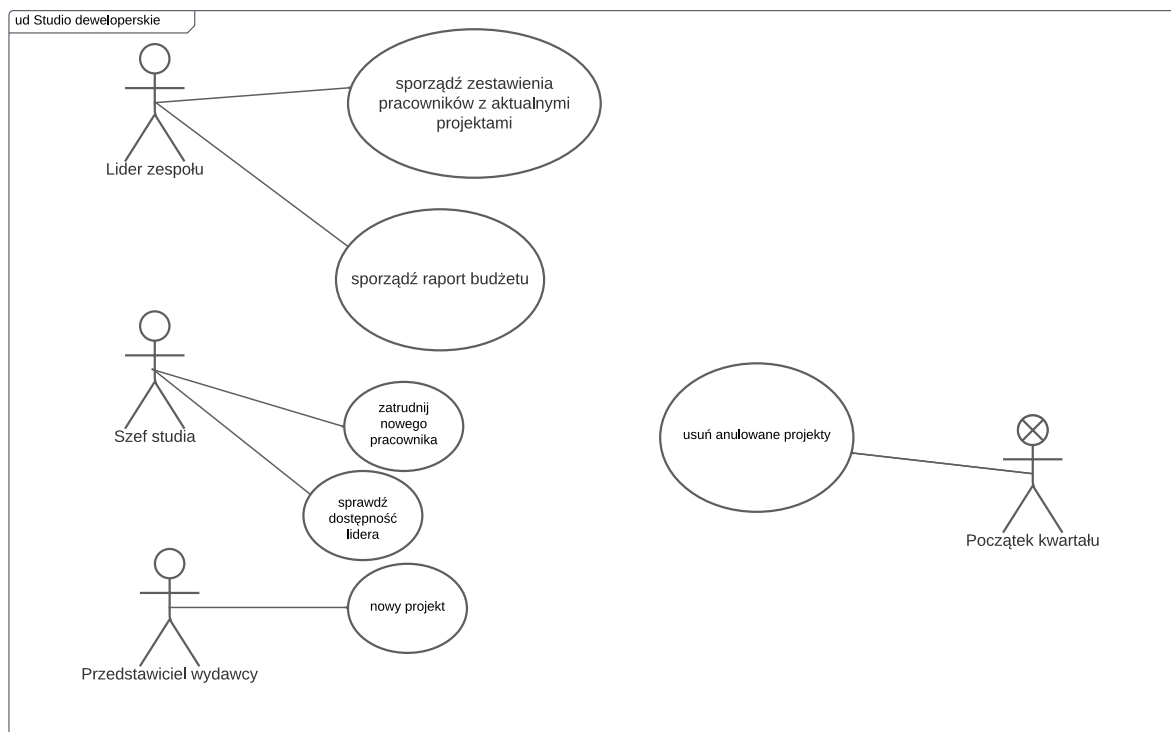 ud Studio deweloperskie
sporządź zestawienia
pracowników z aktualnymi
projektami
Lider zespołu
sporządź raport budżetu
Szef studia
zatrudnij
nowego
pracownika
usuń anulowane projekty
sprawdź
dostępność
lidera
Początek kwartału
nowy projekt
Przedstawiciel wydawcy